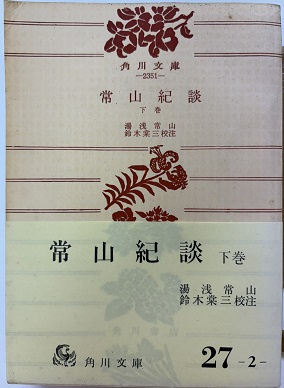 角川文庫
—2351—
常山紀談
下巻
湯浅常山
鈴木棠三校注
常山紀談 下巻
湯浅常山
鈴木棠三校注
角川文庫
27-2-